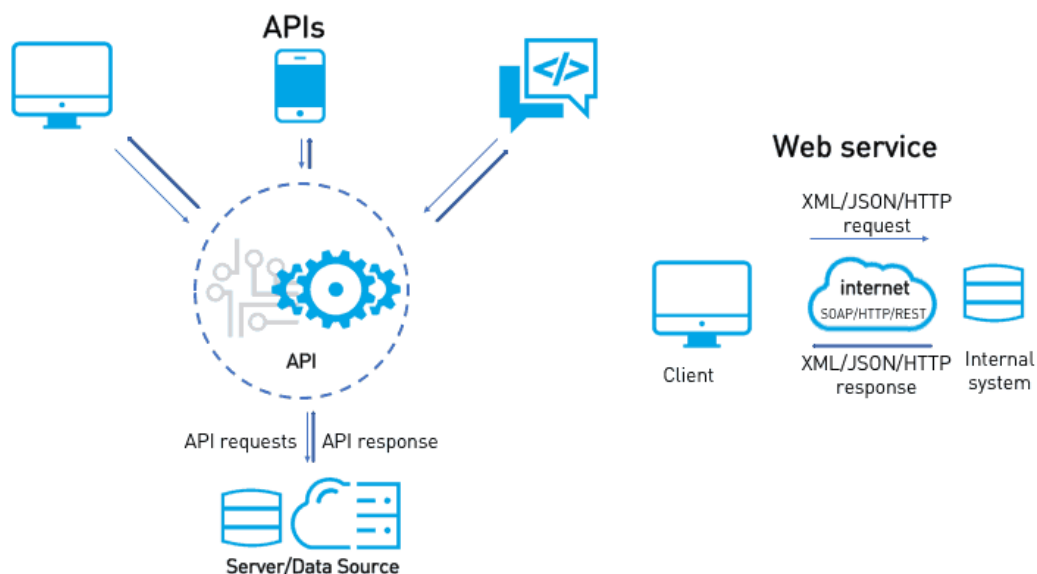 APIs
</>
API
API requests
API response
Server/Data Source
Web service
XML/JSON/HTTP
request
internet
SOAP/HTTP/REST
XML/JSON/HTTP
response
Client
Internal
system